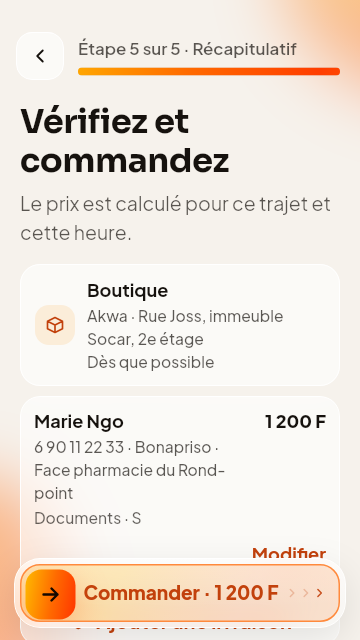 Étape 5 sur 5 · Récapitulatif
Vérifiez et
commandez
Le prix est calculé pour ce trajet et
cette heure.
Boutique
Akwa · Rue Joss, immeuble
Socar, 2e étage
Dès que possible
Marie Ngo
1 200 F
6 90 11 22 33 · Bonapriso ·
Face pharmacie du Rond-
point
Documents · S
Modifier
Commander · 1 200 F